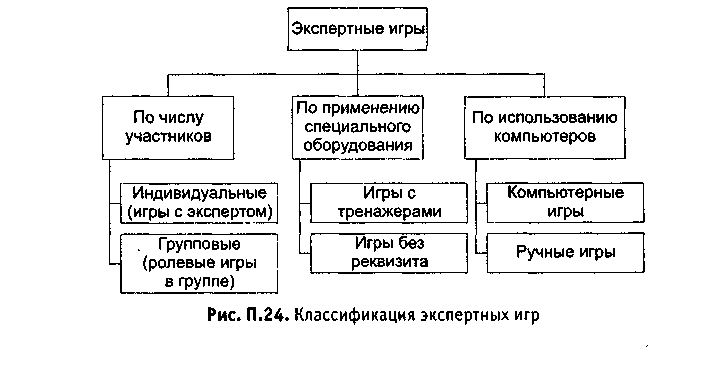 Экспертные игры
По числу
участников
По применению
специального
оборудования
По использованию
компьютеров
Индивидуальные
(игры с экспертом)
Игры с
тренажерами
Компьютерные
игры
Групповые
(ролевые игры
в группе)
Игры без
реквизита
Ручные игры
Рис. П.24. Классификация экспертных игр